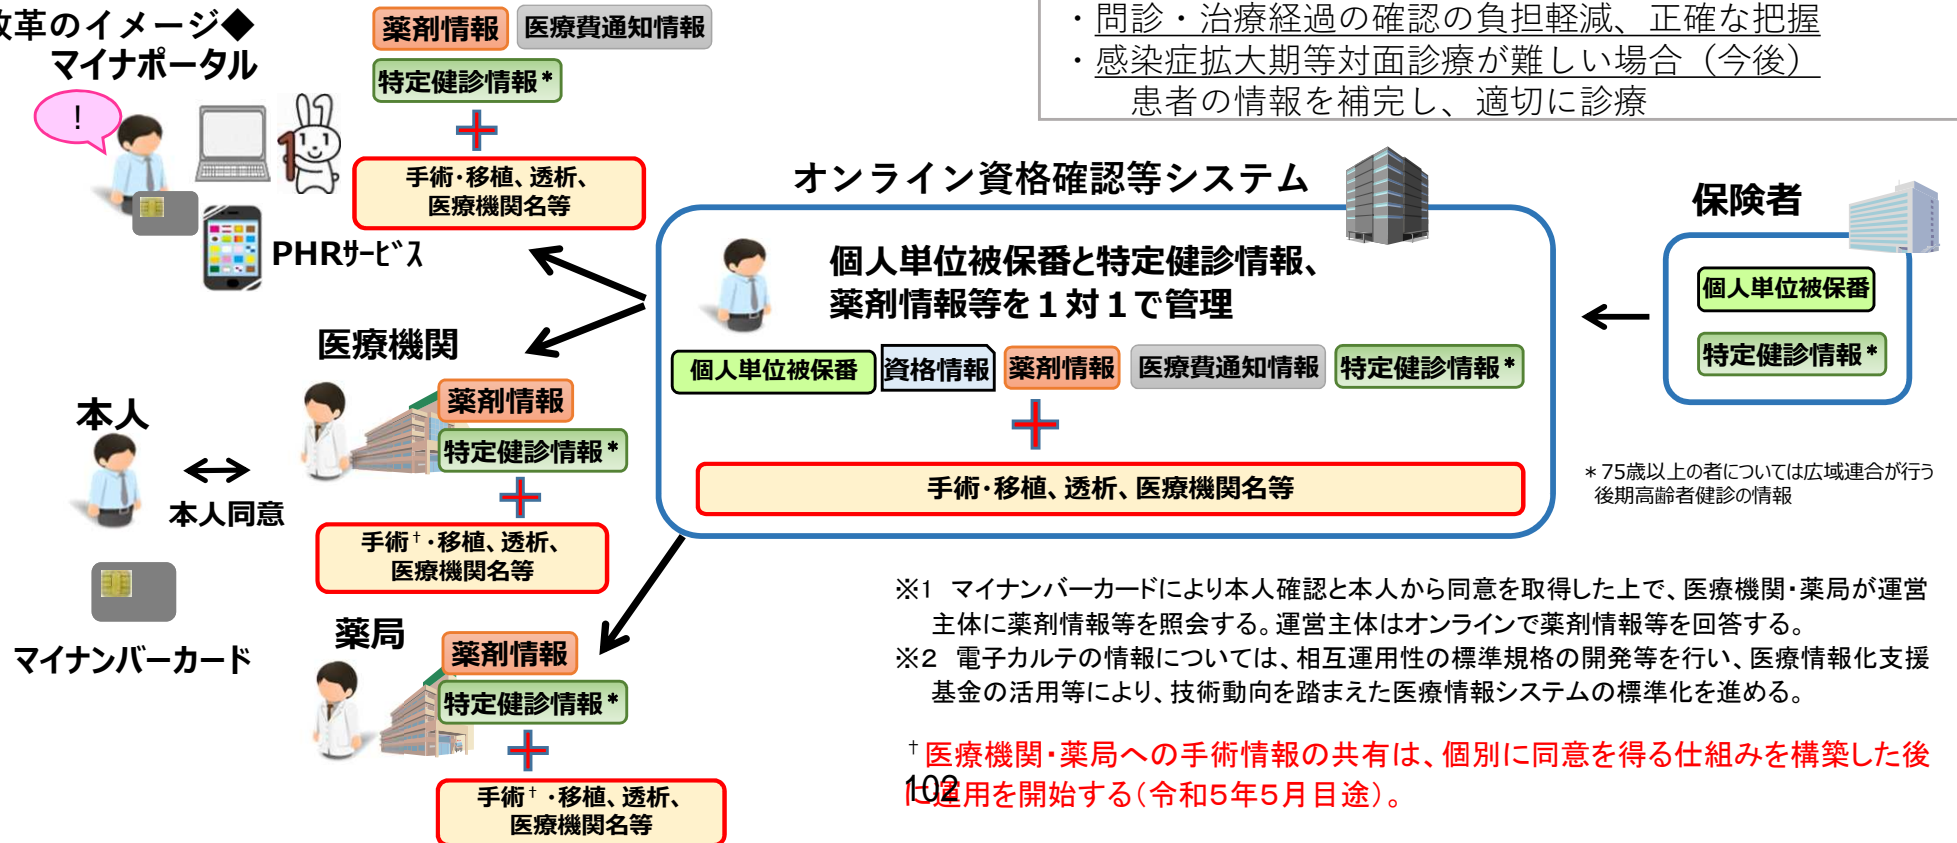 革のイメージ◆
マイナポータル
!
薬剤情報
医療費通知情報
特定健診情報*
手術・移植、透析、
医療機関名等
PHRサービス
・問診・治療経過の確認の負担軽減、正確な把握
・感染症拡大期等対面診療が難しい場合（今後）
患者の情報を補完し、適切に診療
オンライン資格確認等システム
個人単位被保番と特定健診情報、
薬剤情報等を１対１で管理
個人単位被保番
資格情報
薬剤情報
医療費通知情報
特定健診情報*
手術・移植、透析、医療機関名等
保険者
個人単位被保番
特定健診情報*
＊75歳以上の者については広域連合が行う
後期高齢者健診の情報
医療機関
薬剤情報
特定健診情報*
手術†・移植、透析、
医療機関名等
本人
本人同意
マイナンバーカード
薬局
薬剤情報
特定健診情報*
手術†・移植、透析、
医療機関名等
※1　マイナンバーカードにより本人確認と本人から同意を取得した上で、医療機関・薬局が運営
主体に薬剤情報等を照会する。運営主体はオンラインで薬剤情報等を回答する。
※2　電子カルテの情報については、相互運用性の標準規格の開発等を行い、医療情報化支援
基金の活用等により、技術動向を踏まえた医療情報システムの標準化を進める。
†医療機関・薬局への手術情報の共有は、個別に同意を得る仕組みを構築した後
に運用を開始する（令和5年5月目途）。
102